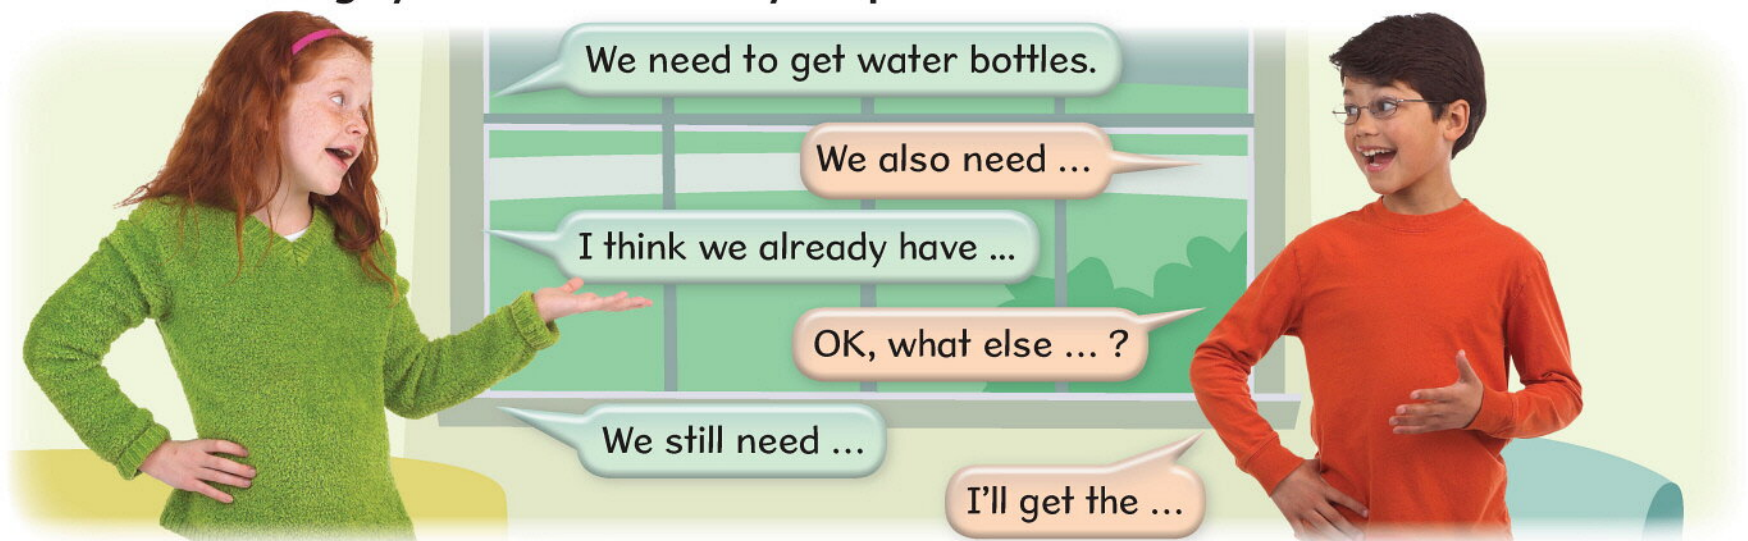 We need to get water bottles.
We also need ...
I think we already have ...
OK, what else ... ?
We still need ...
I'll get the ...